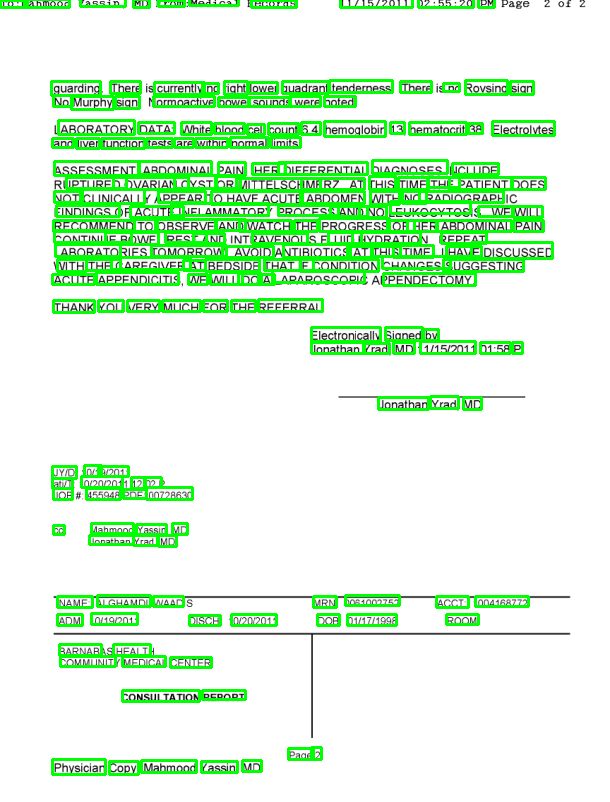 To:Mahmood Yassin, MD From:Medical Records 11/15/2011 02:55:20 PM Page 2 of 2
guarding. There is currently no right lower quadrant tenderness. There is no Rovsing sign
No Murphy sign. Normoactive bowel sounds were noted.
LABORATORY DATA: White blood cell count 6.4, hemoglobin 13, hematocrit 38. Electrolytes
and liver function tests are within normal limits.
ASSESSMENT: ABDOMINAL PAIN. HER DIFFERENTIAL DIAGNOSES INCLUDE
RUPTURED OVARIAN CYST OR MITTELSCHMERZ. AT THIS TIME THE PATIENT DOES
NOT CLINICALLY APPEAR TO HAVE ACUTE ABDOMEN WITH NO RADIOGRAPHIC
FINDINGS OF ACUTE INFLAMMATORY PROCESS AND NO LEUKOCYTOSIS. WE WILL
RECOMMEND TO OBSERVE AND WATCH THE PROGRESS OF HER ABDOMINAL PAIN
CONTINUE BOWEL REST AND INTRAVENOUS FLUID HYDRATION. REPEAT
LABORATORIES TOMORROW. AVOID ANTIBIOTICS AT THIS TIME. I HAVE DISCUSSED
WITH THE CAREGIVER AT BEDSIDE THAT IF CONDITION CHANGES SUGGESTING
ACUTE APPENDICITIS, WE WILL DO A LAPAROSCOPIC APPENDECTOMY.
THANK YOU VERY MUCH FOR THE REFERRAL
Electronically Signed by
Jonathan Yrad, MD 11/15/2011 01:58 P
Jonathan Yrad, MD
JY/D: 10/19/2011
10/20/2011 12:02 P
JOB #: 455948 PDF: 00728630
cc: Mahmood Yassin, MD
Jonathan Yrad, MD
NAME: ALGHAMDI, WAAD S MRN: 0061002752 ACCT: 004168772
ADM: 10/19/2011 DISCH: 10/20/2011 DOB: 01/17/1998 ROOM:
BARNABAS HEALTH
COMMUNITY MEDICAL CENTER
CONSULTATION REPORT
Page 2
Physician Copy Mahmood Yassin, MD